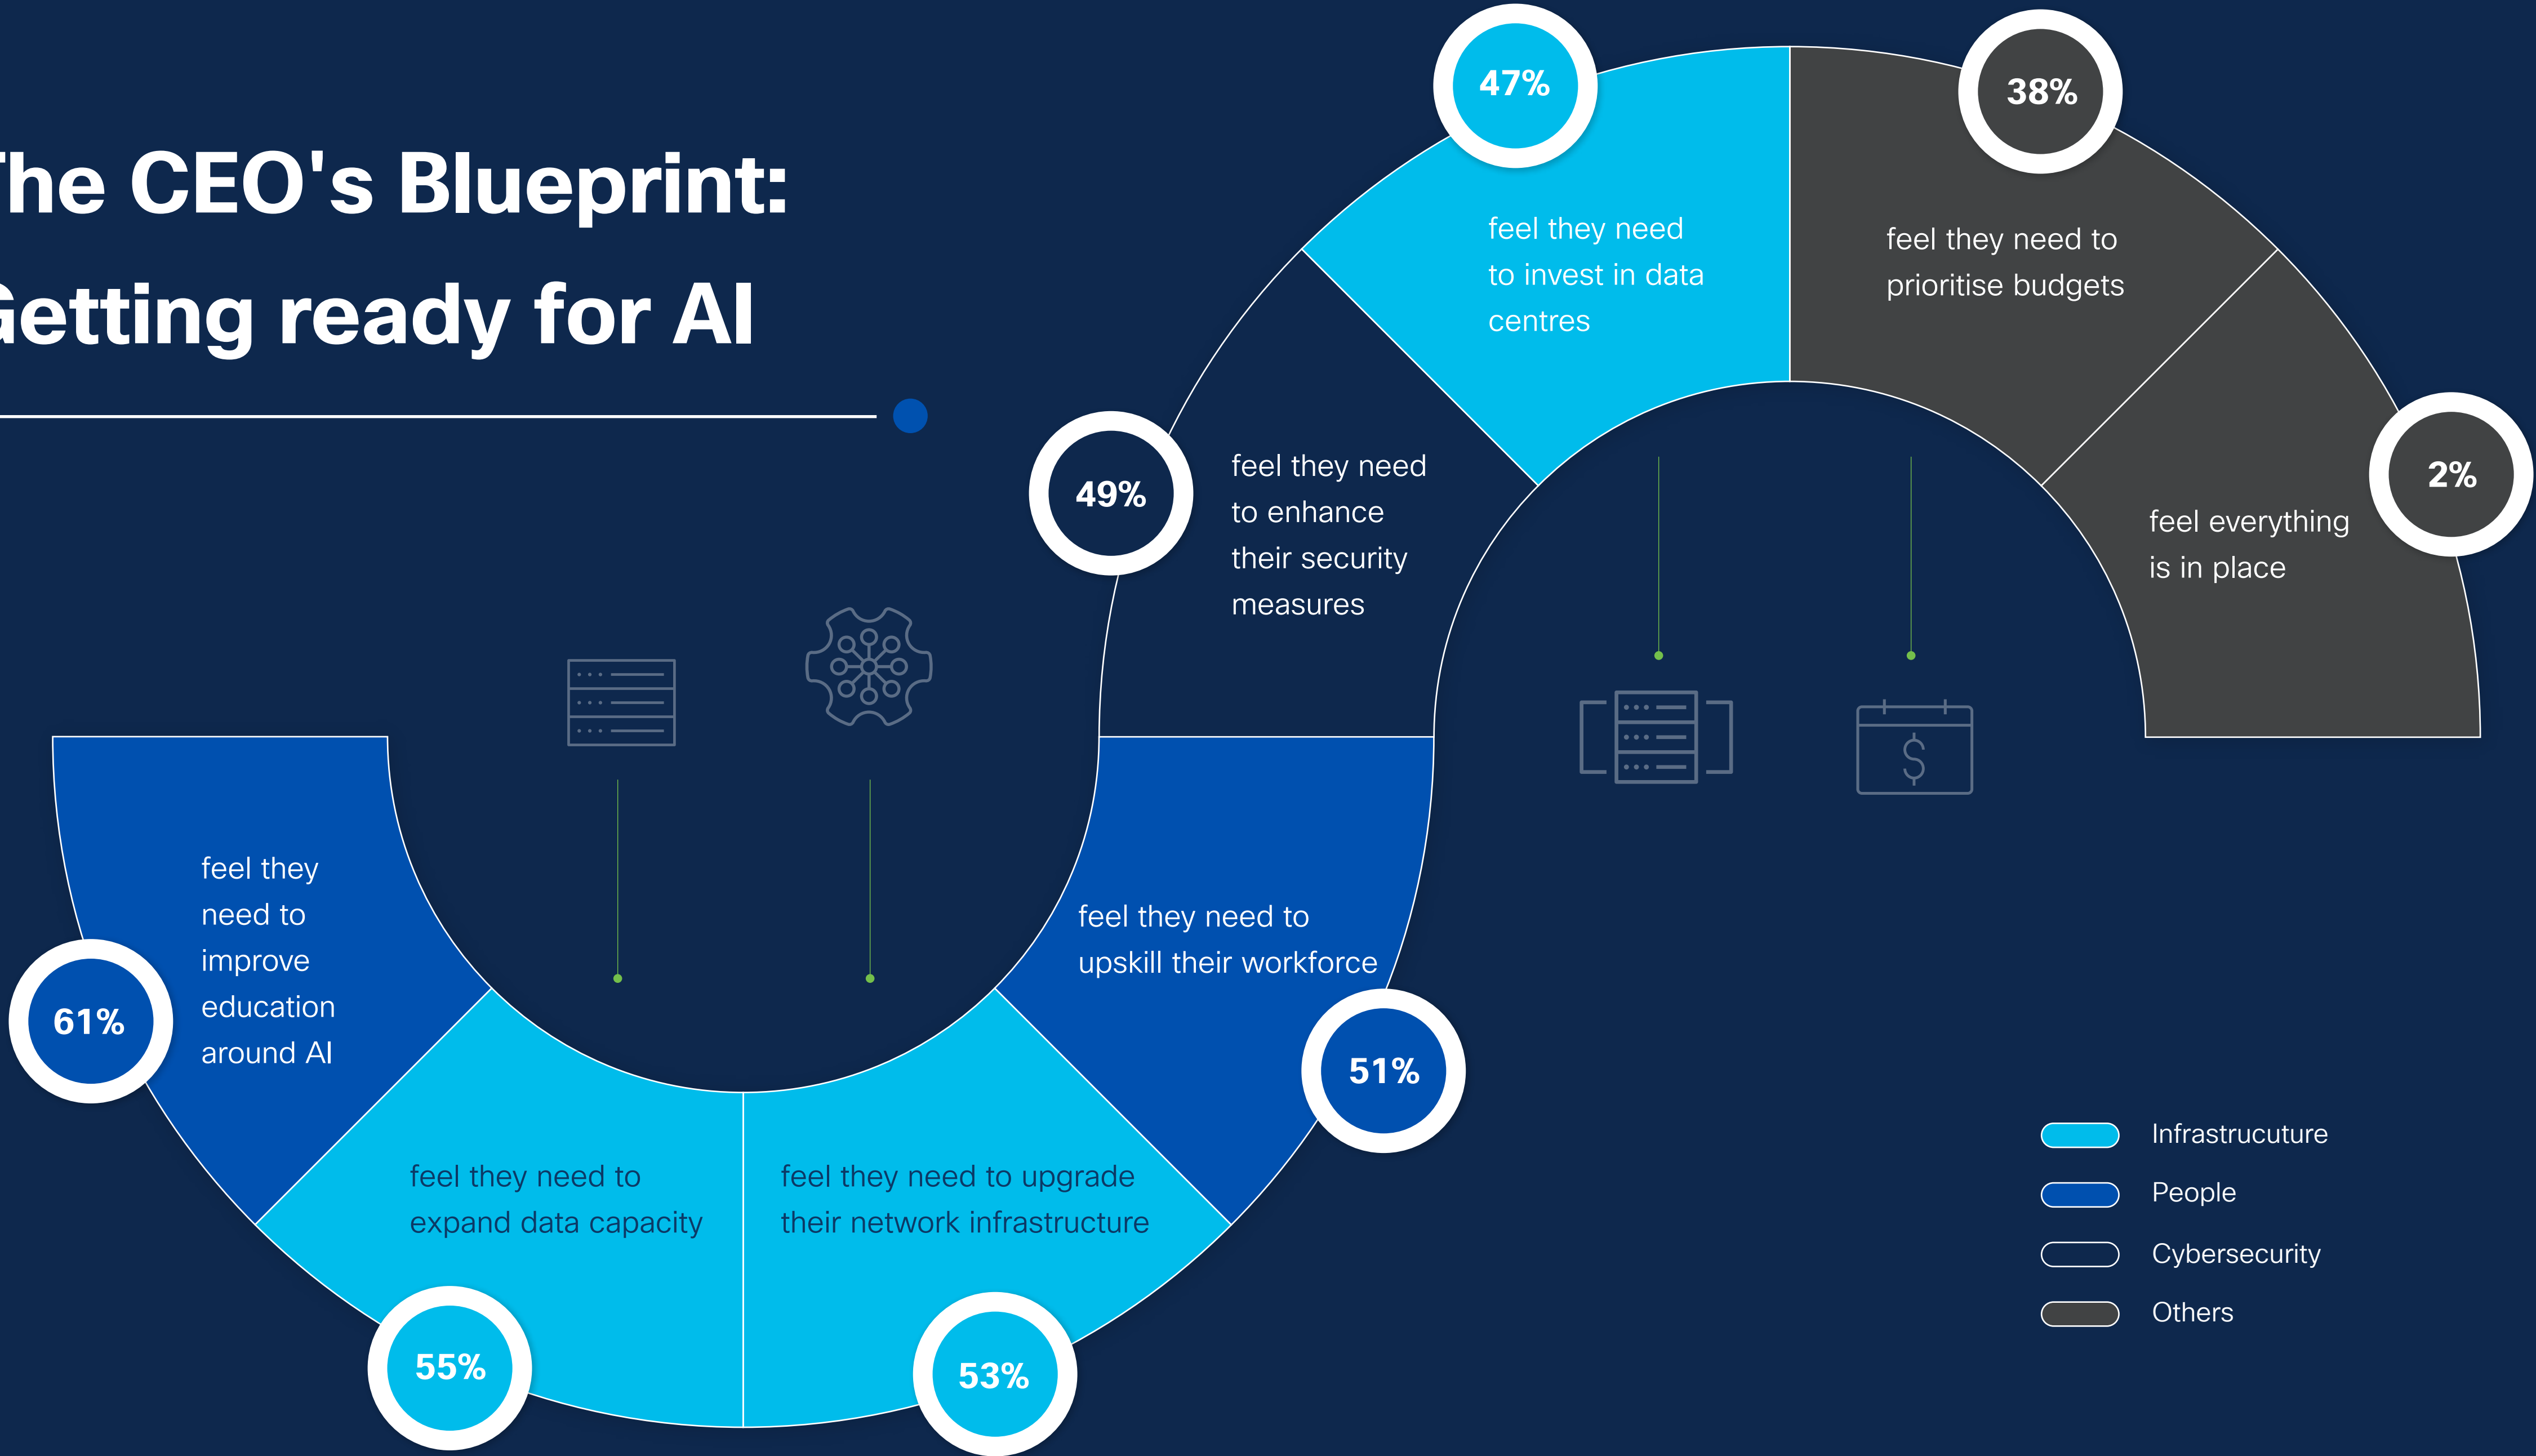 The CEO's Blueprint:
Getting ready for AI
61%
feel they
need to
improve
education
around AI
55%
feel they need to
expand data capacity
53%
feel they need to upgrade
their network infrastructure
51%
feel they need to
upskill their workforce
49%
feel they need
to enhance
their security
measures
47%
feel they need
to invest in data
centres
38%
feel they need to
prioritise budgets
2%
feel everything
is in place
$
Infrastrucuture
People
Cybersecurity
Others